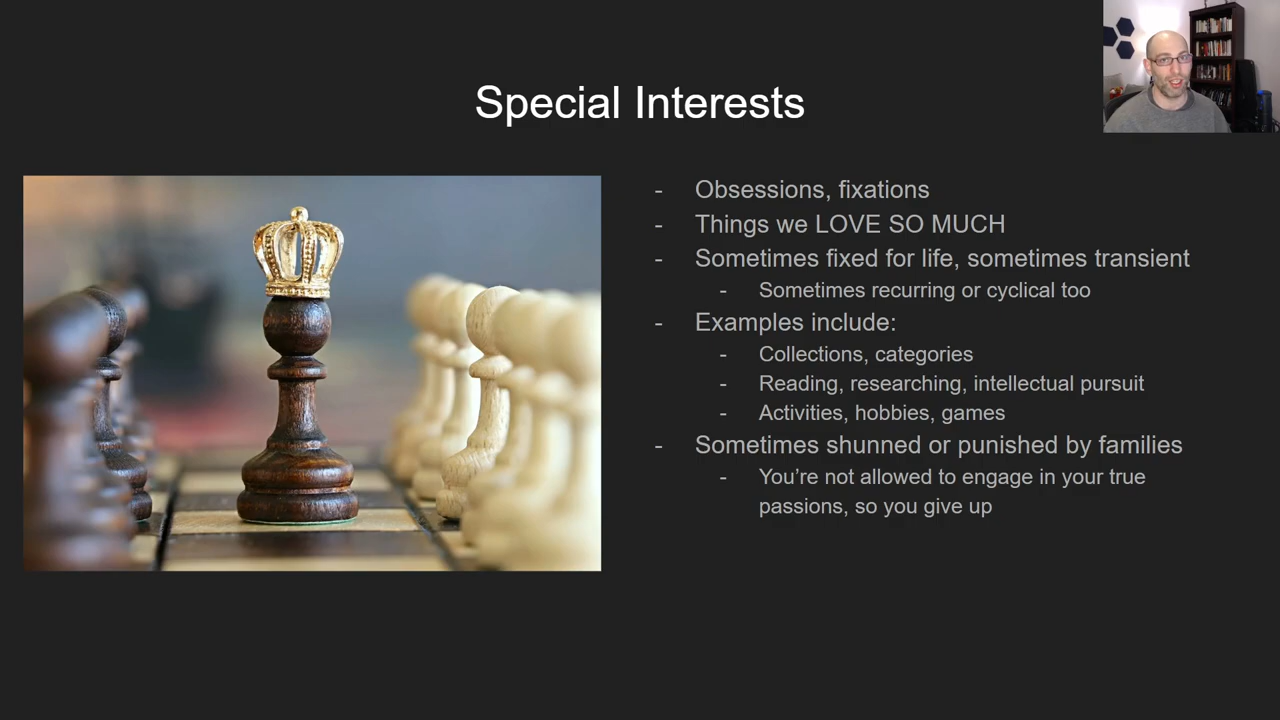 Special Interests
- Obsessions, fixations
- Things we LOVE SO MUCH
- Sometimes fixed for life, sometimes transient
- Sometimes recurring or cyclical too
- Examples include:
- Collections, categories
- Reading, researching, intellectual pursuit
- Activities, hobbies, games
- Sometimes shunned or punished by families
- You’re not allowed to engage in your true
passions, so you give up